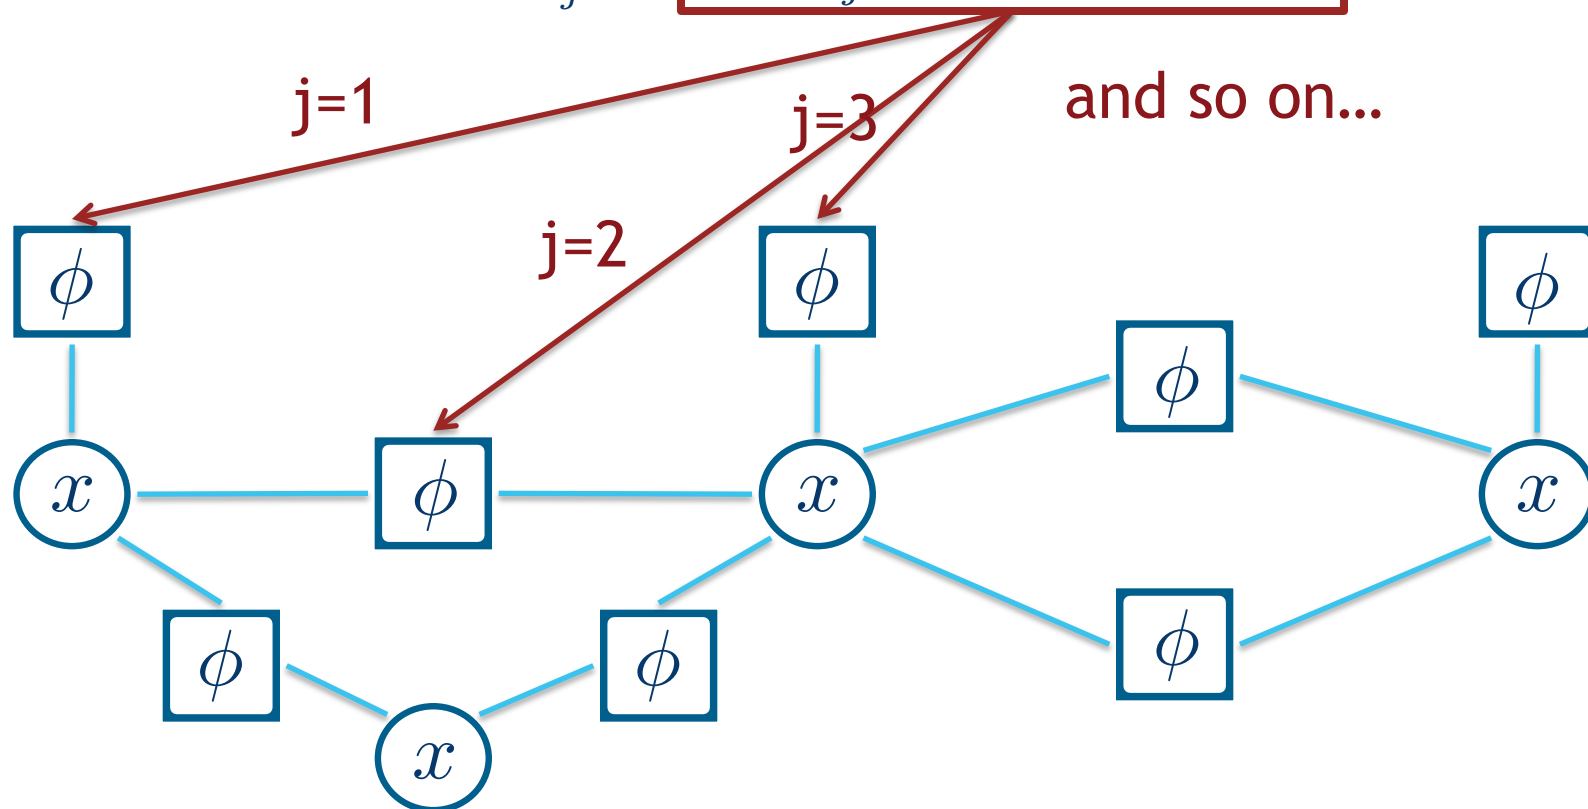 j=1
j=3
and so on...
j=2
ϕ ϕ ϕ
ϕ
x ϕ x x
ϕ ϕ ϕ
x